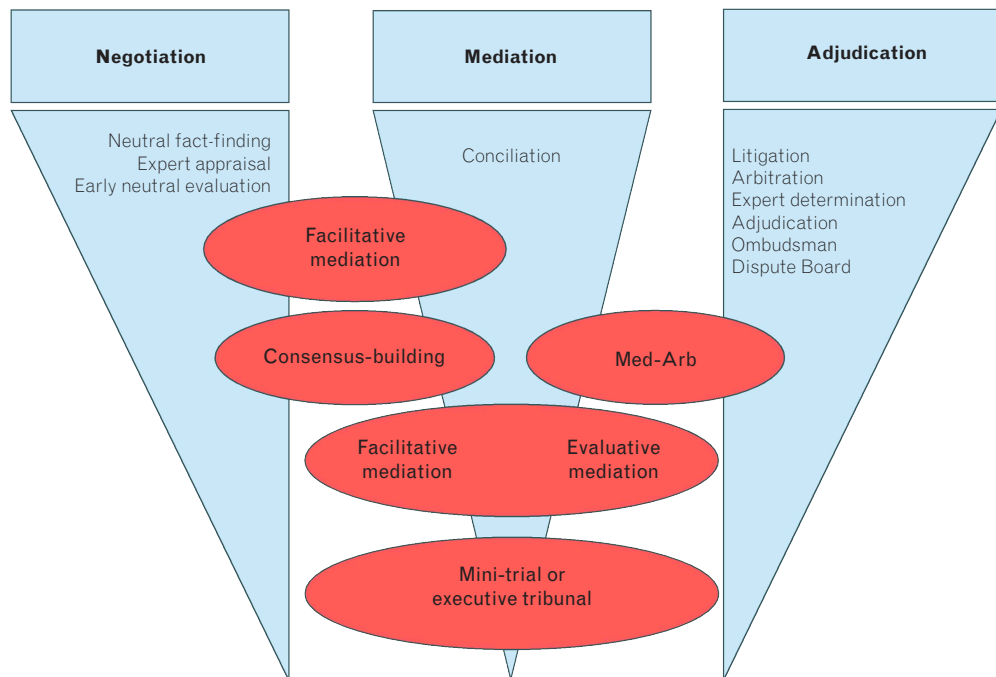 Negotiation
Mediation
Adjudication
Neutral fact-finding
Expert appraisal
Early neutral evaluation
Conciliation
Litigation
Arbitration
Expert determination
Adjudication
Ombudsman
Dispute Board
Facilitative
mediation
Consensus-building
Med-Arb
Facilitative
mediation
Evaluative
mediation
Mini-trial or
executive tribunal